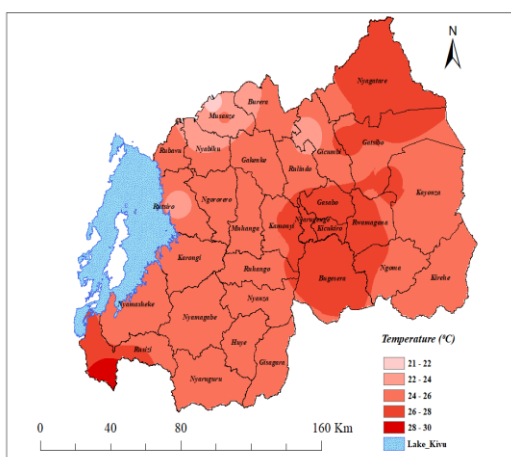 N
Nyagatare
Burera
Musanze
Gatsibo
Gicumbi
Rubavu
Nyabihu
Gakenke
Rulindo
Kayonza
Rutsiro
Ngororero
Gasabo
Rwamagana
Nyarugenge
Kicukiro
Muhanga
Kamonyi
Karongi
Ngoma
Kirehe
Ruhango
Bugesera
Nyamasheke
Nyanza
Nyamagabe
Huye
Rusizi
Gisagara
Nyaruguru
Temperature (°C)
21 - 22
22 - 24
24 - 26
26 - 28
28 - 30
Lake_Kivu
0 40 80 160 Km